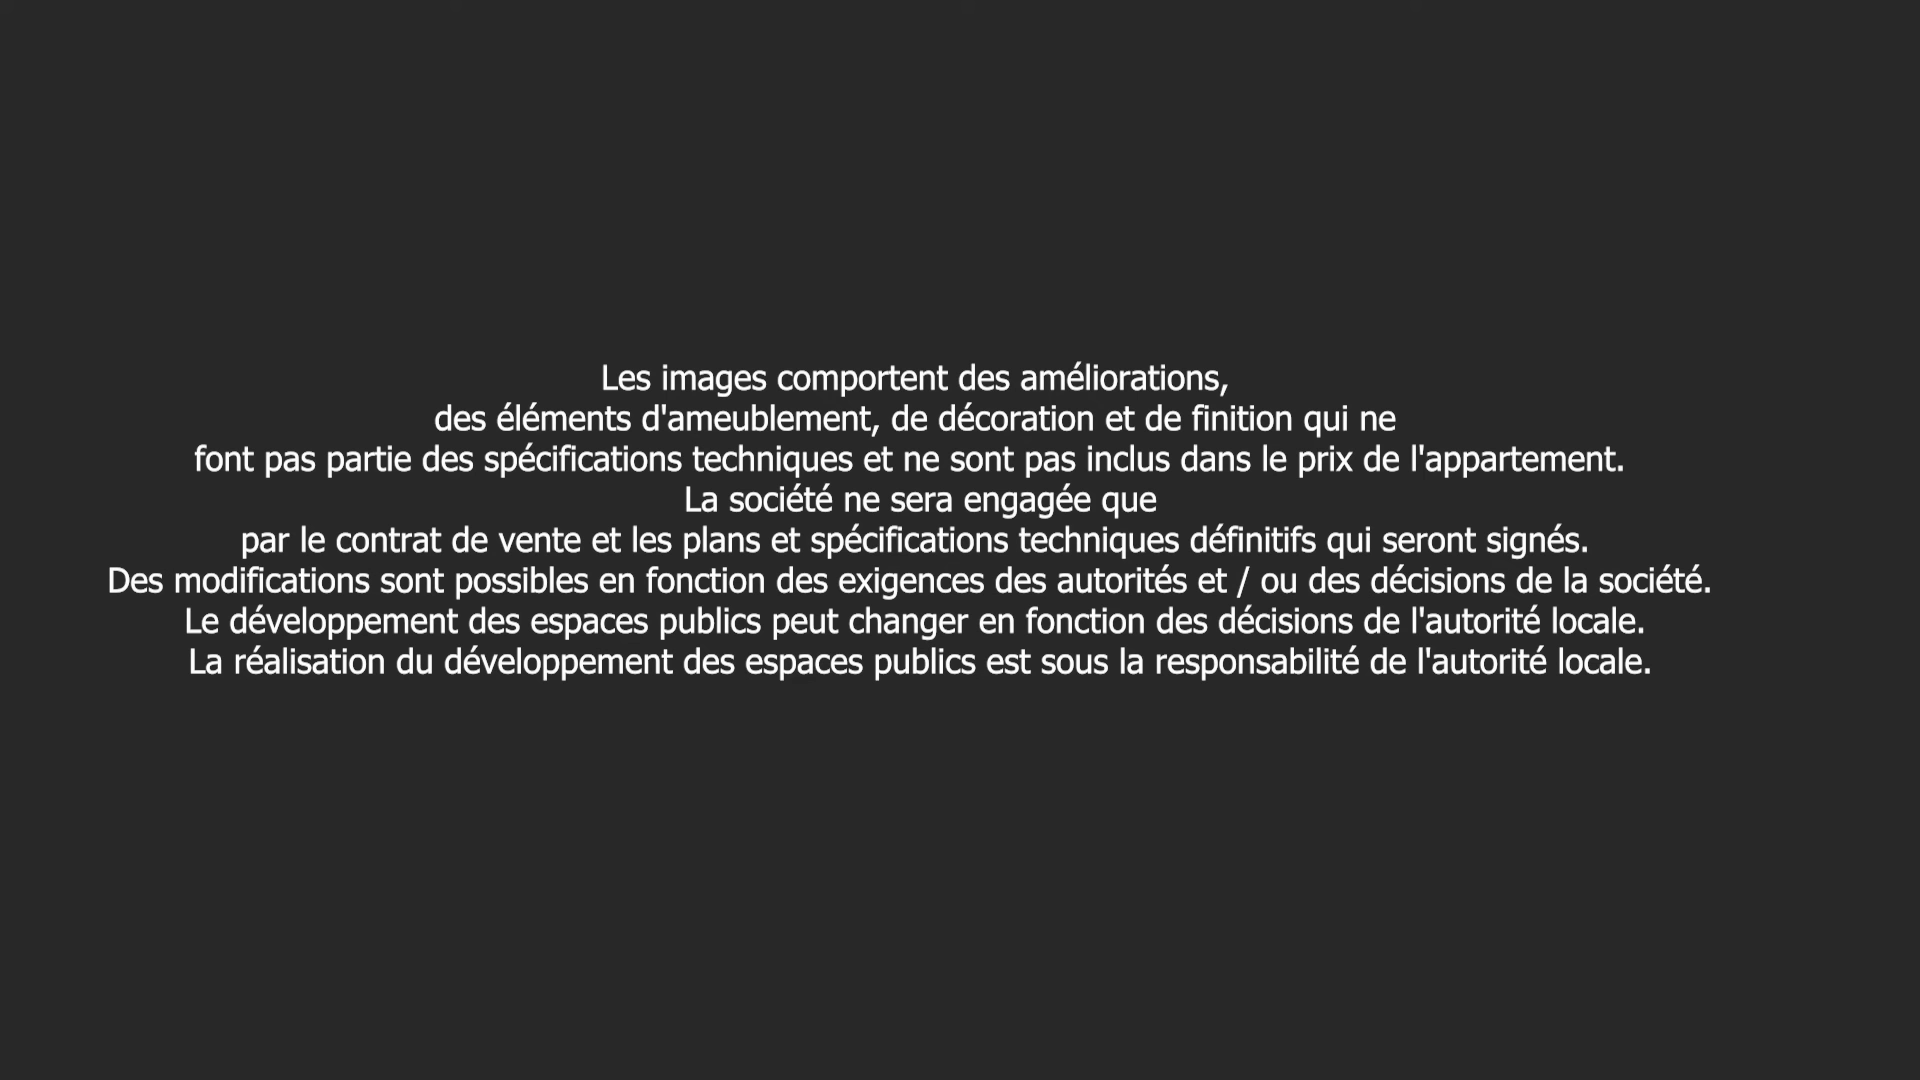 Les images comportent des améliorations,
des éléments d'ameublement, de décoration et de finition qui ne
font pas partie des spécifications techniques et ne sont pas inclus dans le prix de l'appartement.
La société ne sera engagée que
par le contrat de vente et les plans et spécifications techniques définitifs qui seront signés.
Des modifications sont possibles en fonction des exigences des autorités et / ou des décisions de la société.
Le développement des espaces publics peut changer en fonction des décisions de l'autorité locale.
La réalisation du développement des espaces publics est sous la responsabilité de l'autorité locale.